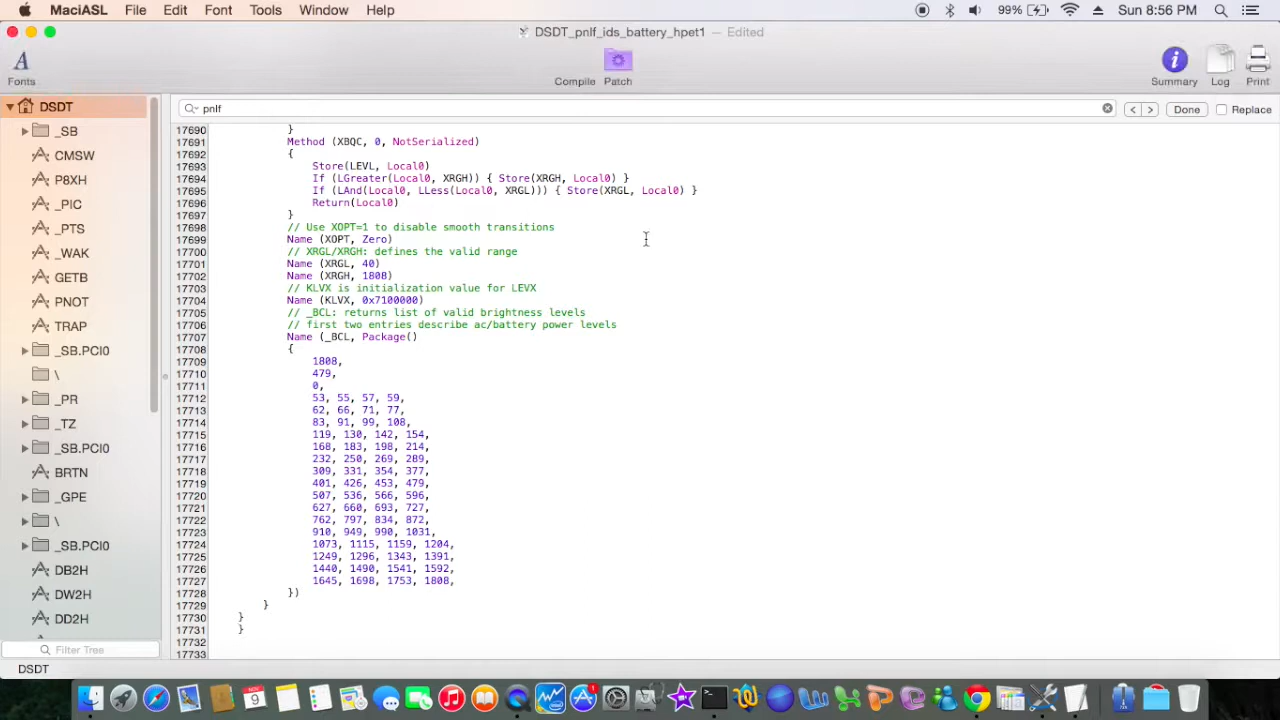 MaciASL File Edit Font Tools Window Help 99% Sun 8:56 PM
DSDT_pnlf_ids_battery_hpet1 — Edited
A
Fonts Compile Patch Summary Log Print
DSDT
pnlf
Done Replace
_SB
CMSW
P8XH
_PIC
_PTS
_WAK
GETB
PNOT
TRAP
_SB.PCI0
\
_PR
_TZ
_SB.PCI0
BRTN
_GPE
\
_SB.PCI0
DB2H
DW2H
DD2H
Filter Tree
DSDT
17690 }
17691 Method (XBQC, 0, NotSerialized)
17692 {
17693 Store(LEVL, Local0)
17694 If (LGreater(Local0, XRGH)) { Store(XRGH, Local0) }
17695 If (LAnd(Local0, LLess(Local0, XRGL))) { Store(XRGL, Local0) }
17696 Return(Local0)
17697 }
17698 // Use XOPT=1 to disable smooth transitions
17699 Name (XOPT, Zero)
17700 // XRGL/XRGH: defines the valid range
17701 Name (XRGL, 40)
17702 Name (XRGH, 1808)
17703 // KLVX is initialization value for LEVX
17704 Name (KLVX, 0x7100000)
17705 // _BCL: returns list of valid brightness levels
17706 // first two entries describe ac/battery power levels
17707 Name (_BCL, Package()
17708 {
17709 1808,
17710 479,
17711 0,
17712 53, 55, 57, 59,
17713 62, 66, 71, 77,
17714 83, 91, 99, 108,
17715 119, 130, 142, 154,
17716 168, 183, 198, 214,
17717 232, 250, 269, 289,
17718 309, 331, 354, 377,
17719 401, 426, 453, 479,
17720 507, 536, 566, 596,
17721 627, 660, 693, 727,
17722 762, 797, 834, 872,
17723 910, 949, 990, 1031,
17724 1073, 1115, 1159, 1204,
17725 1249, 1296, 1343, 1391,
17726 1440, 1490, 1541, 1592,
17727 1645, 1698, 1753, 1808,
17728 })
17729 }
17730 }
17731 }
17732
17733
NOV
9
1